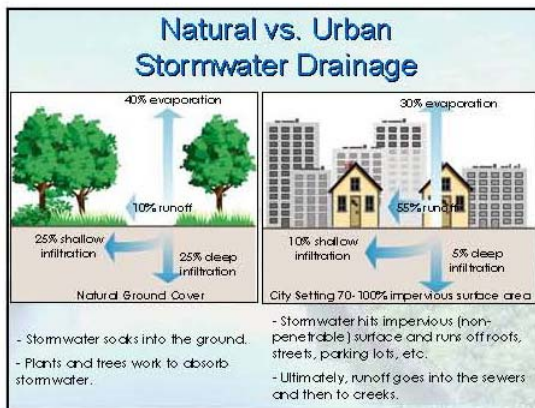 Natural vs. Urban
Stormwater Drainage
40% evaporation
10% runoff
25% shallow
infiltration
25% deep
infiltration
Natural Ground Cover
30% evaporation
55% runoff
10% shallow
infiltration
5% deep
infiltration
City Setting 70-100% impervious surface area
- Stormwater soaks into the ground.
- Plants and trees work to absorb
stormwater.
- Stormwater hits impervious (non-
penetrable) surface and runs off roofs,
streets, parking lots, etc.
- Ultimately, runoff goes into the sewers
and then to creeks.